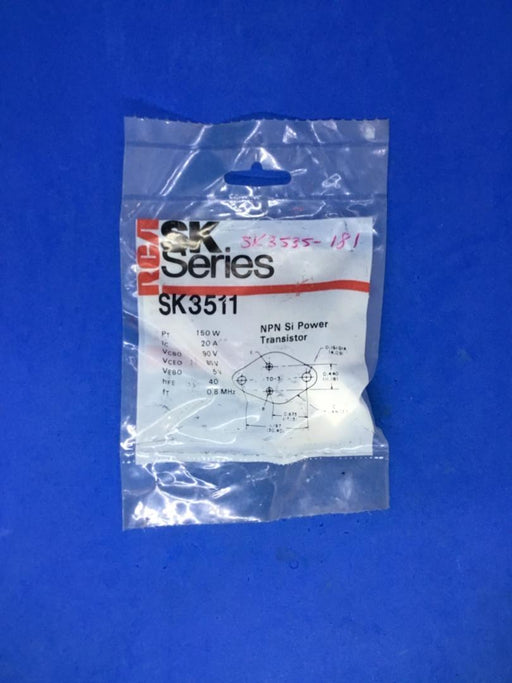 RCA
SK
Series
SK3535-181
SK3511
PT 150 W
IC 20 A
VCBO 90 V
VCEO
VEBO 5 V
hFE 40
fT 0.8 MHz
NPN Si Power
Transistor
TO-3